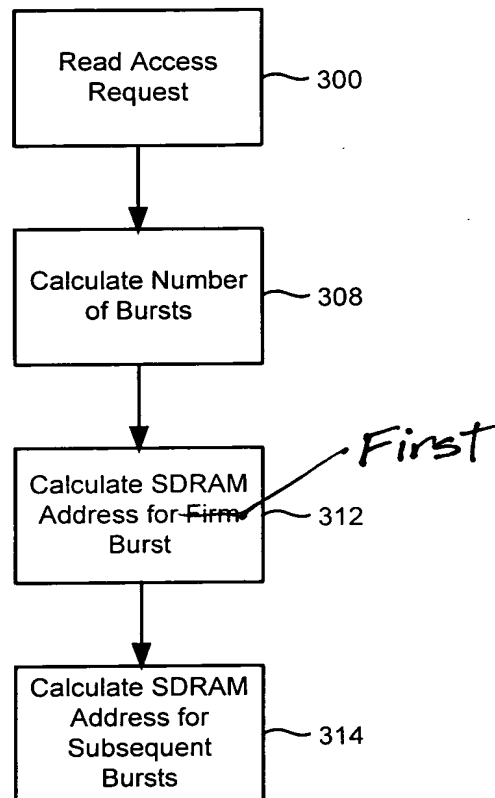 Read Access
Request
300
Calculate Number
of Bursts
308
First
Calculate SDRAM
Address for Firm
Burst
312
Calculate SDRAM
Address for
Subsequent
Bursts
314